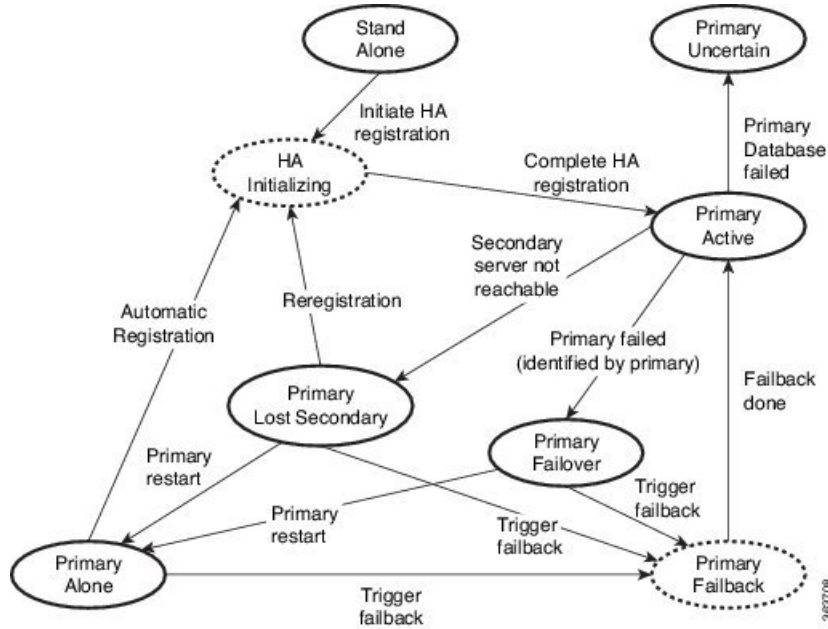 Stand
Alone
Primary
Uncertain
Initiate HA
registration
Primary
Database
failed
HA
Initializing
Complete HA
registration
Primary
Active
Secondary
server not
reachable
Automatic
Registration
Reregistration
Primary failed
(identified by primary)
Failback
done
Primary
Lost Secondary
Primary
Failover
Primary
restart
Primary
restart
Trigger
failback
Trigger
failback
Primary
Alone
Primary
Failback
Trigger
failback
362708